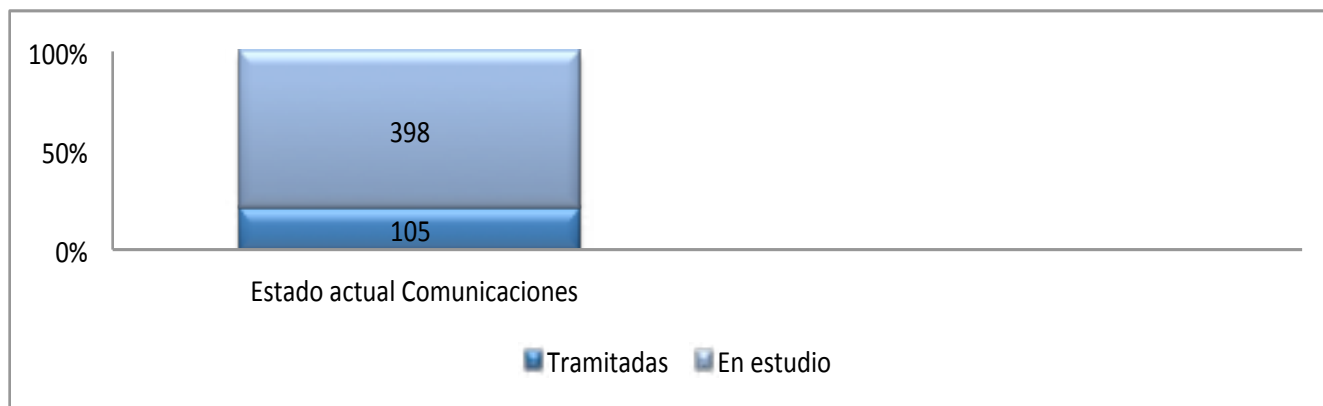 100%
398
50%
105
0%
Estado actual Comunicaciones
Tramitadas En estudio